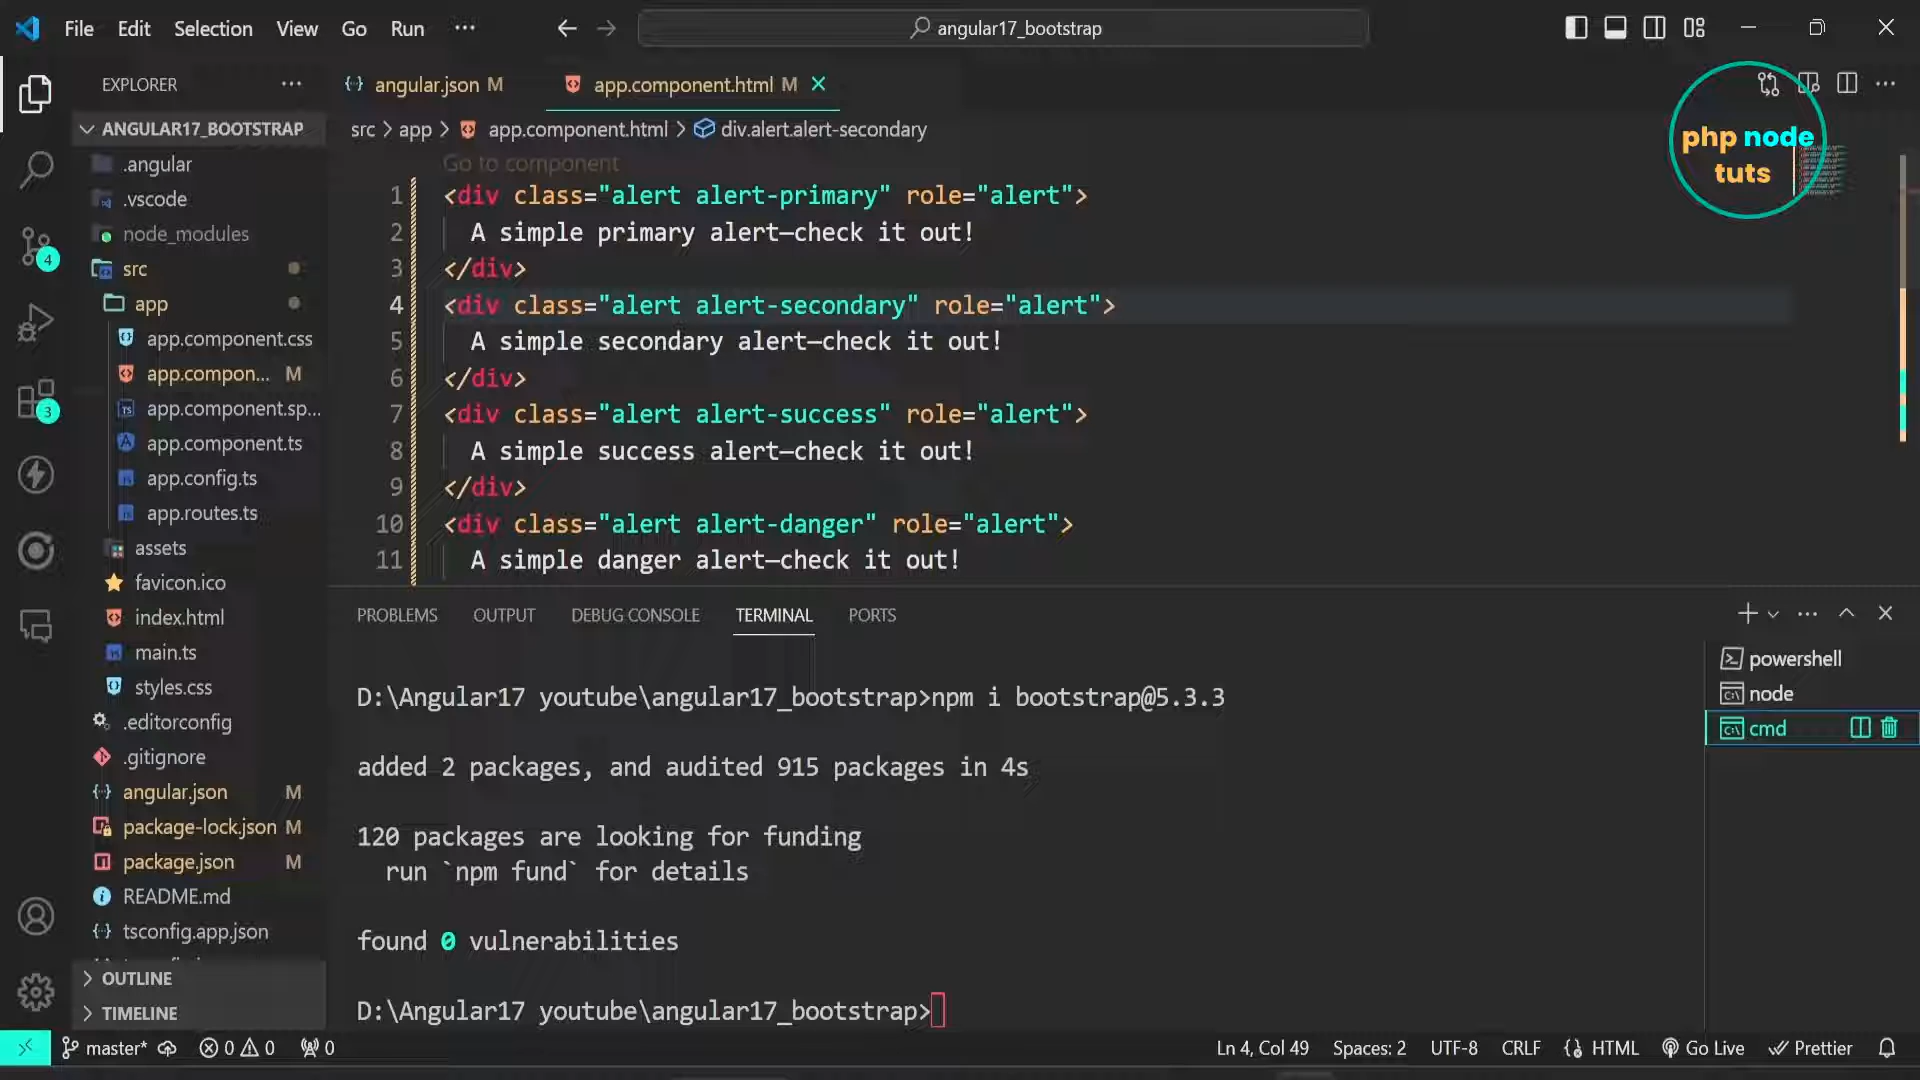 File Edit Selection View Go Run ··· angular17_bootstrap
EXPLORER ···
ANGULAR17_BOOTSTRAP
.angular
.vscode
node_modules
src
app
app.component.css
app.compon... M
app.component.sp...
app.component.ts
app.config.ts
app.routes.ts
assets
favicon.ico
index.html
main.ts
styles.css
.editorconfig
.gitignore
angular.json M
package-lock.json M
package.json M
README.md
tsconfig.app.json
OUTLINE
TIMELINE
4
3
angular.json M app.component.html M
src > app > app.component.html > div.alert.alert-secondary
php node
tuts
Go to component
1 <div class="alert alert-primary" role="alert">
2 A simple primary alert—check it out!
3 </div>
4 <div class="alert alert-secondary" role="alert">
5 A simple secondary alert—check it out!
6 </div>
7 <div class="alert alert-success" role="alert">
8 A simple success alert—check it out!
9 </div>
10 <div class="alert alert-danger" role="alert">
11 A simple danger alert—check it out!
PROBLEMS OUTPUT DEBUG CONSOLE TERMINAL PORTS
D:\Angular17 youtube\angular17_bootstrap>npm i bootstrap@5.3.3
added 2 packages, and audited 915 packages in 4s
120 packages are looking for funding
run `npm fund` for details
found 0 vulnerabilities
D:\Angular17 youtube\angular17_bootstrap>
powershell
node
cmd
master* 0 0 0 Ln 4, Col 49 Spaces: 2 UTF-8 CRLF HTML Go Live Prettier